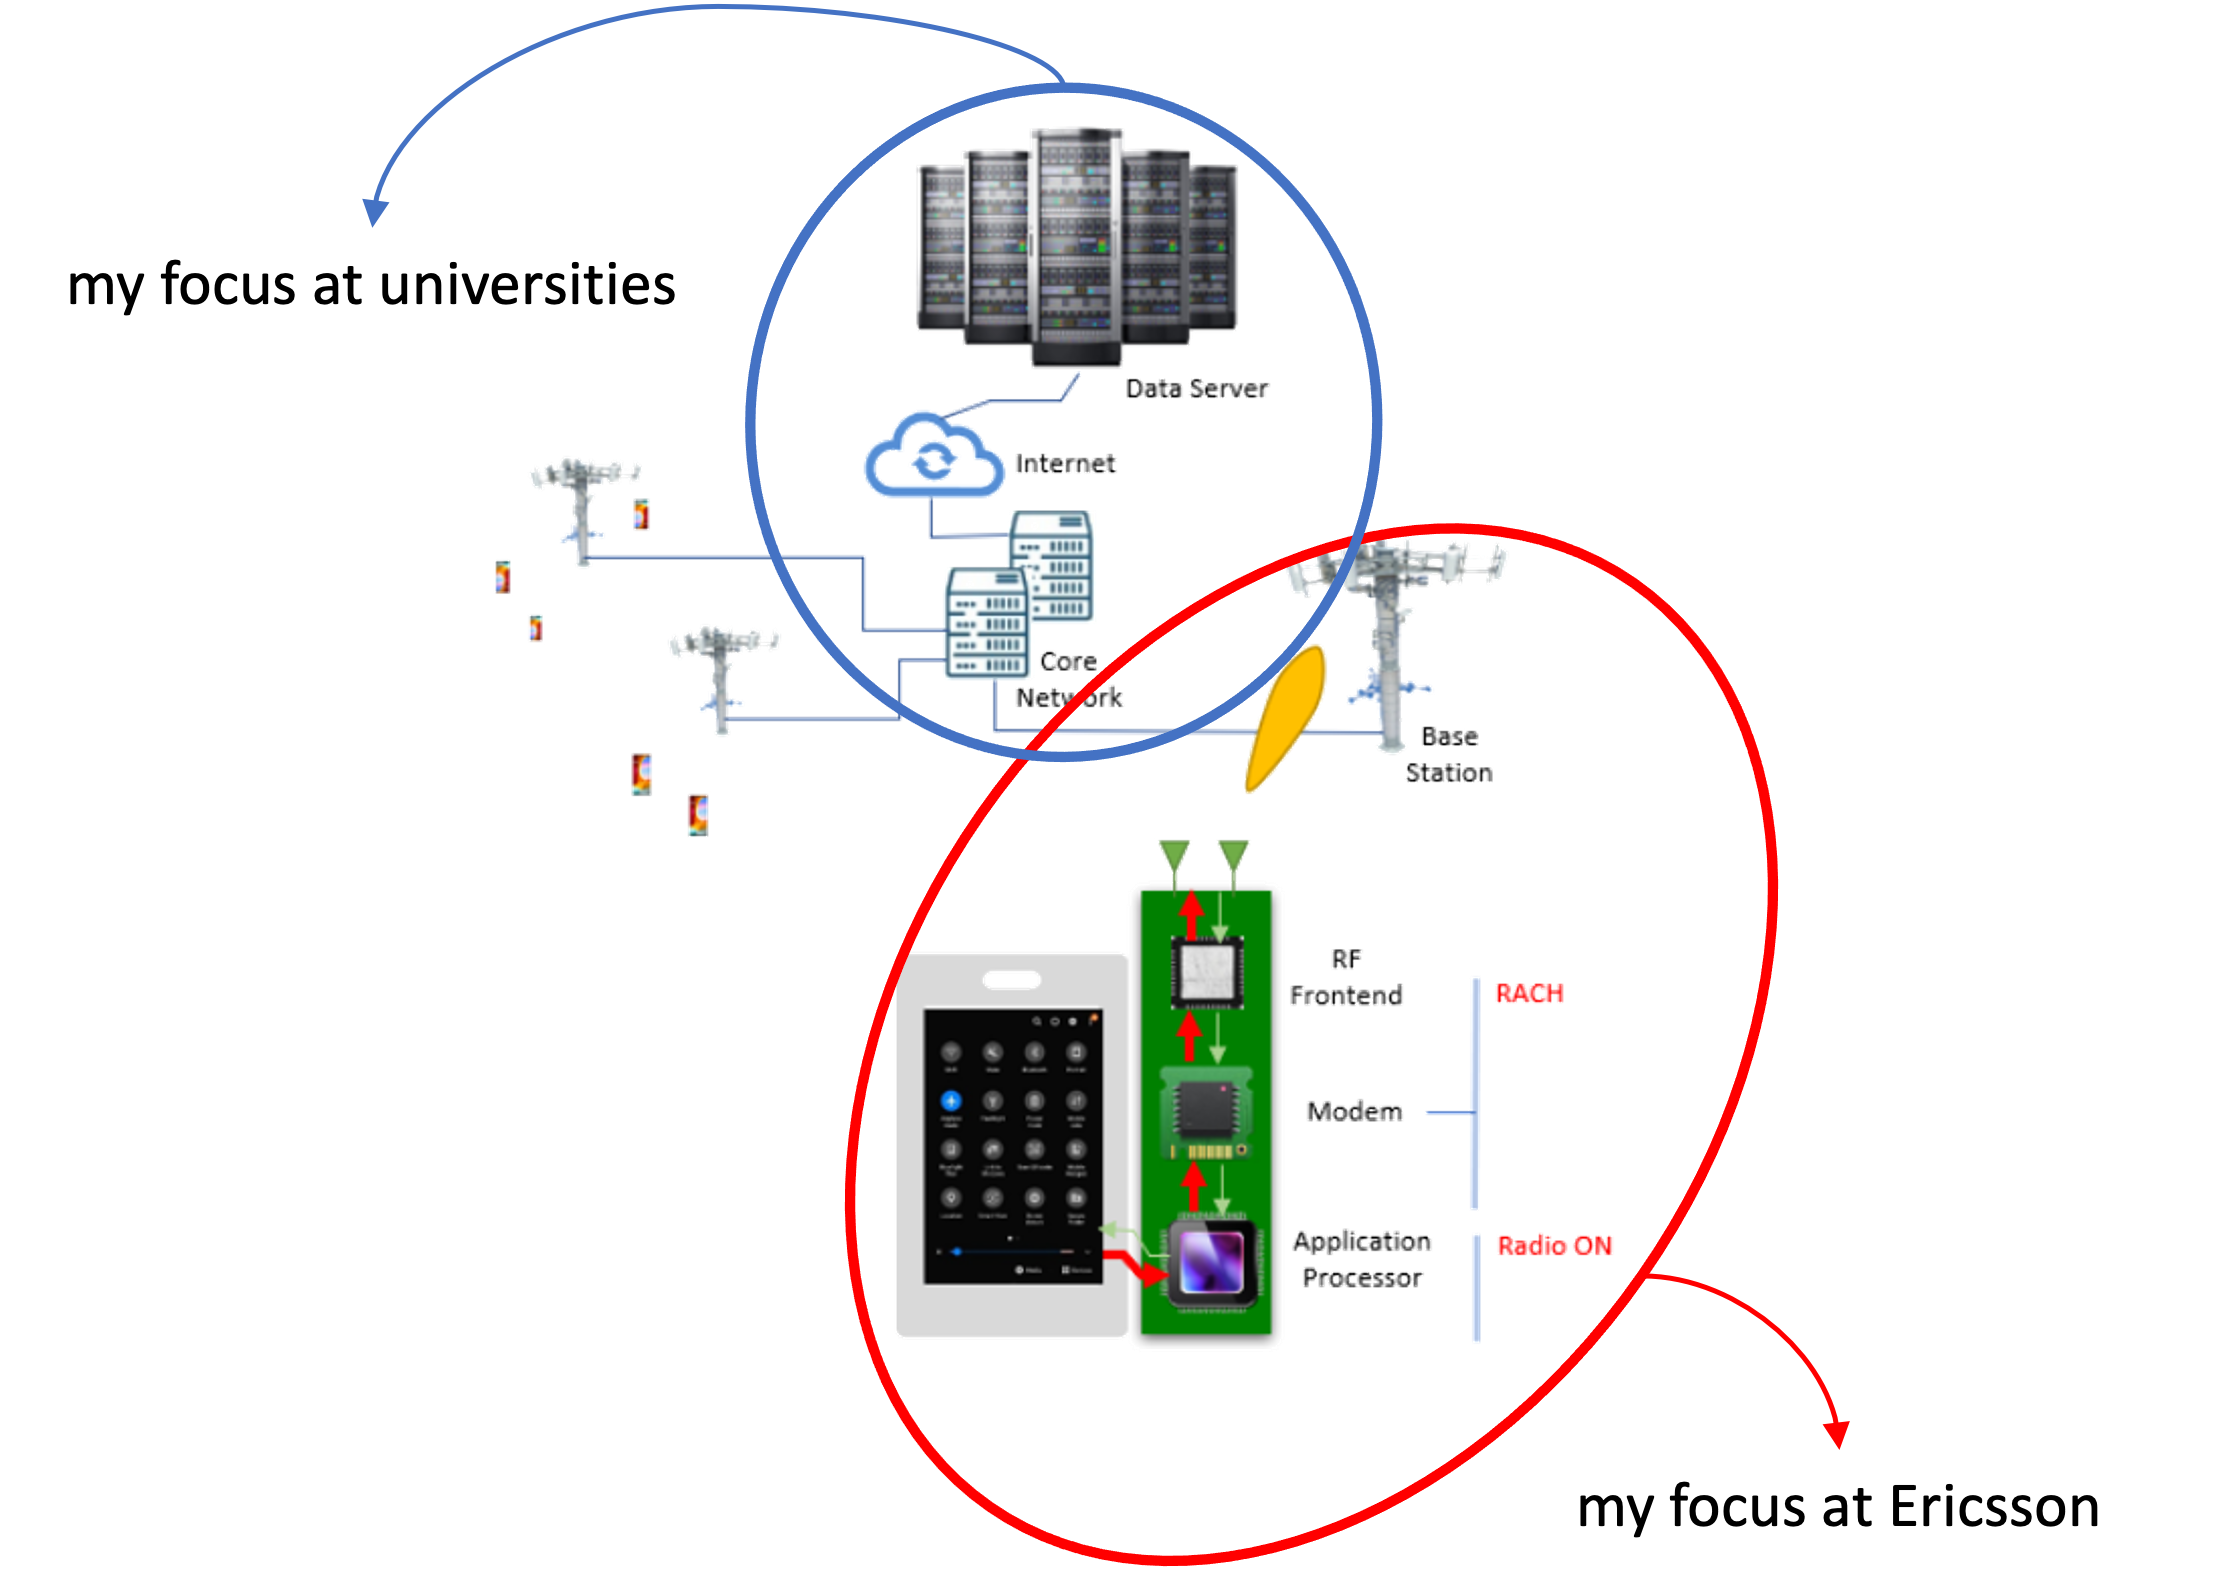 my focus at universities
Data Server
Internet
Core
Network
Base
Station
RF
Frontend
RACH
Modem
Application
Processor
Radio ON
my focus at Ericsson